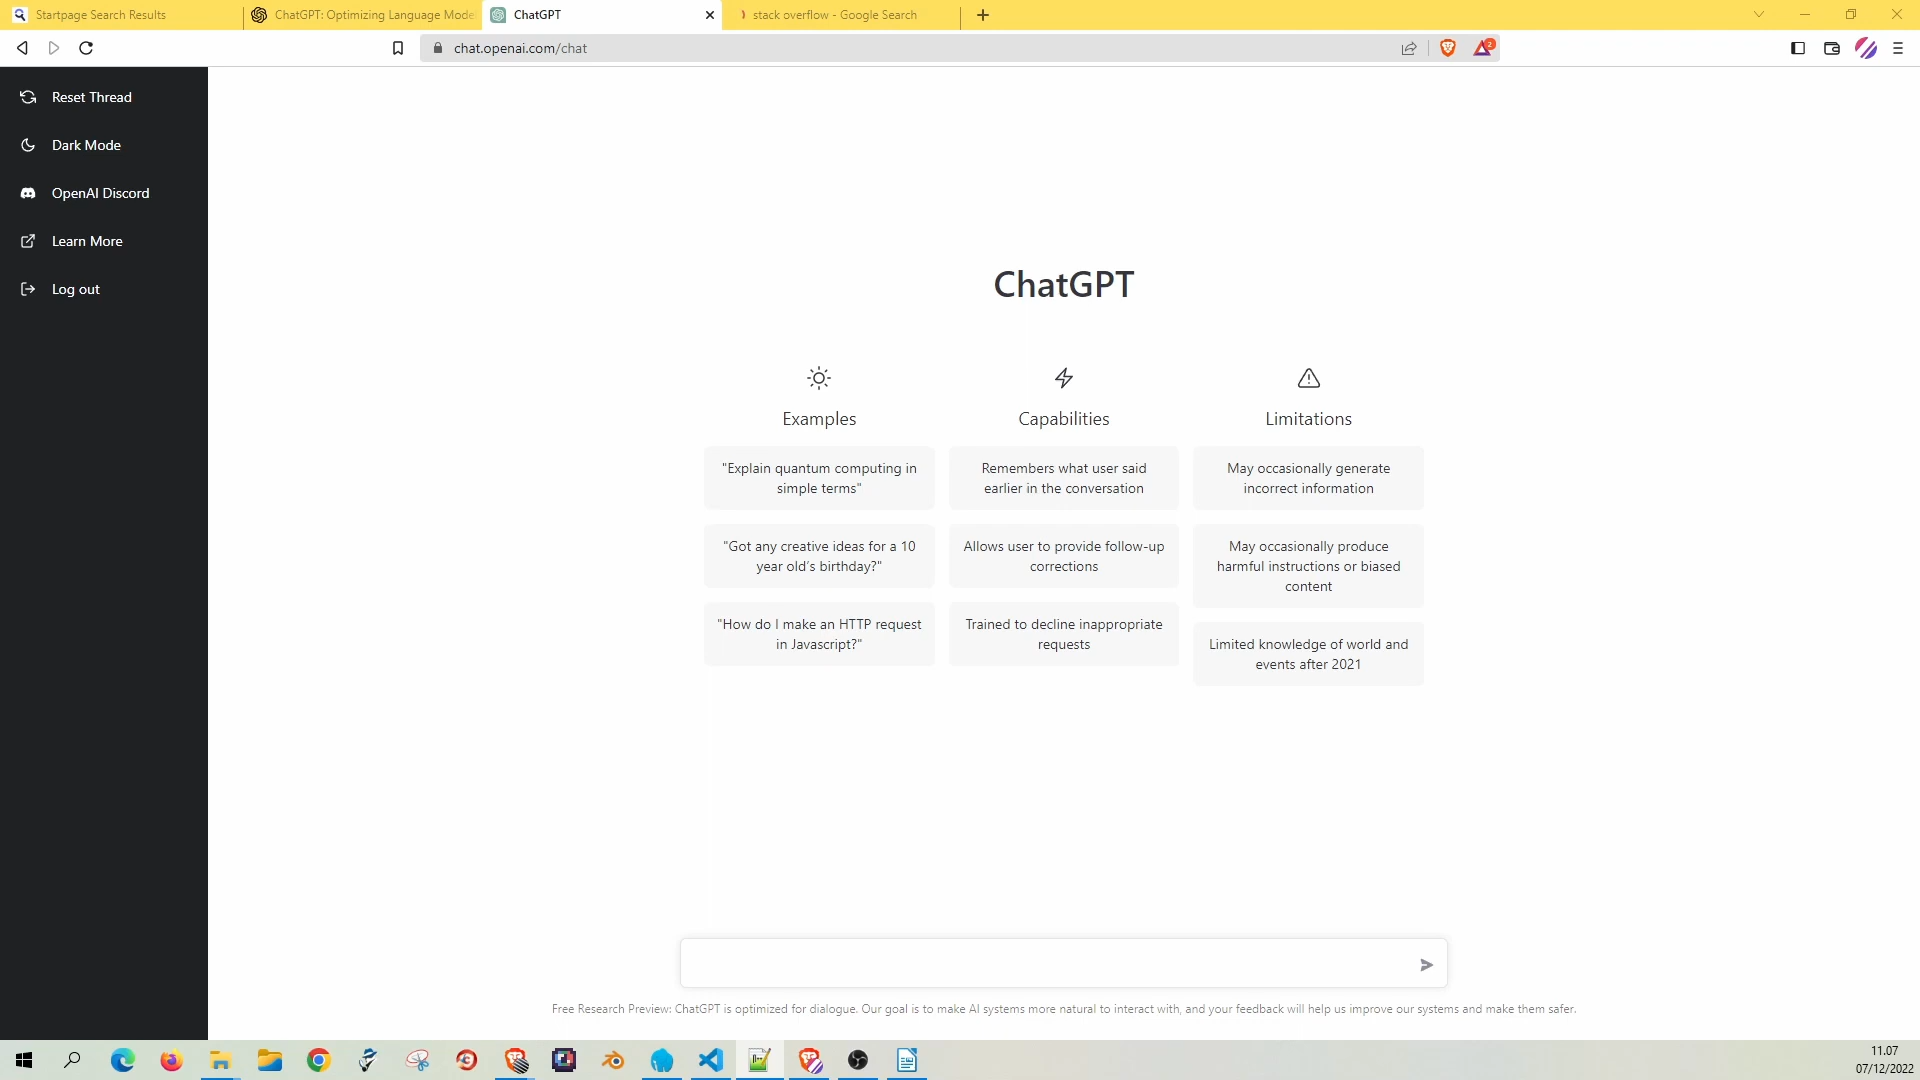 Startpage Search Results
ChatGPT: Optimizing Language Mode
ChatGPT
stack overflow - Google Search
chat.openai.com/chat
2
Reset Thread
Dark Mode
OpenAI Discord
Learn More
Log out
ChatGPT
Examples
"Explain quantum computing in
simple terms"
"Got any creative ideas for a 10
year old's birthday?"
"How do I make an HTTP request
in Javascript?"
Capabilities
Remembers what user said
earlier in the conversation
Allows user to provide follow-up
corrections
Trained to decline inappropriate
requests
Limitations
May occasionally generate
incorrect information
May occasionally produce
harmful instructions or biased
content
Limited knowledge of world and
events after 2021
Free Research Preview: ChatGPT is optimized for dialogue. Our goal is to make AI systems more natural to interact with, and your feedback will help us improve our systems and make them safer.
11.07
07/12/2022